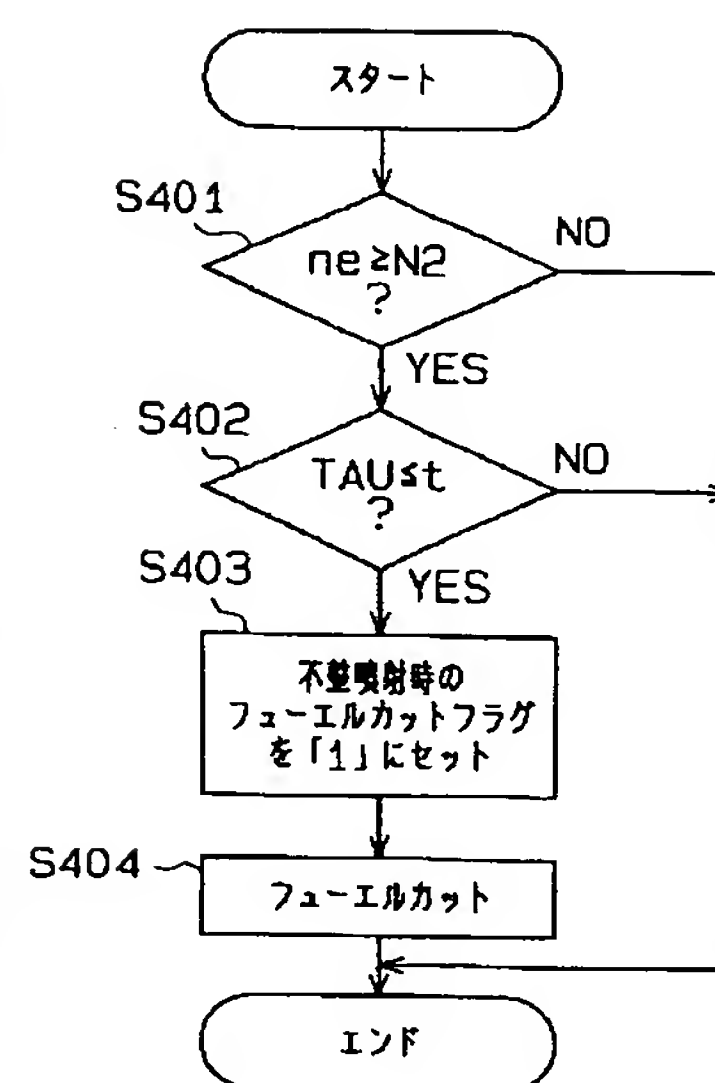 スタート
S401
ne≥N2
?
NO
YES
S402
TAU≤t
?
NO
YES
S403
不整噴射時の
フューエルカットフラグ
を「1」にセット
S404
フューエルカット
エンド